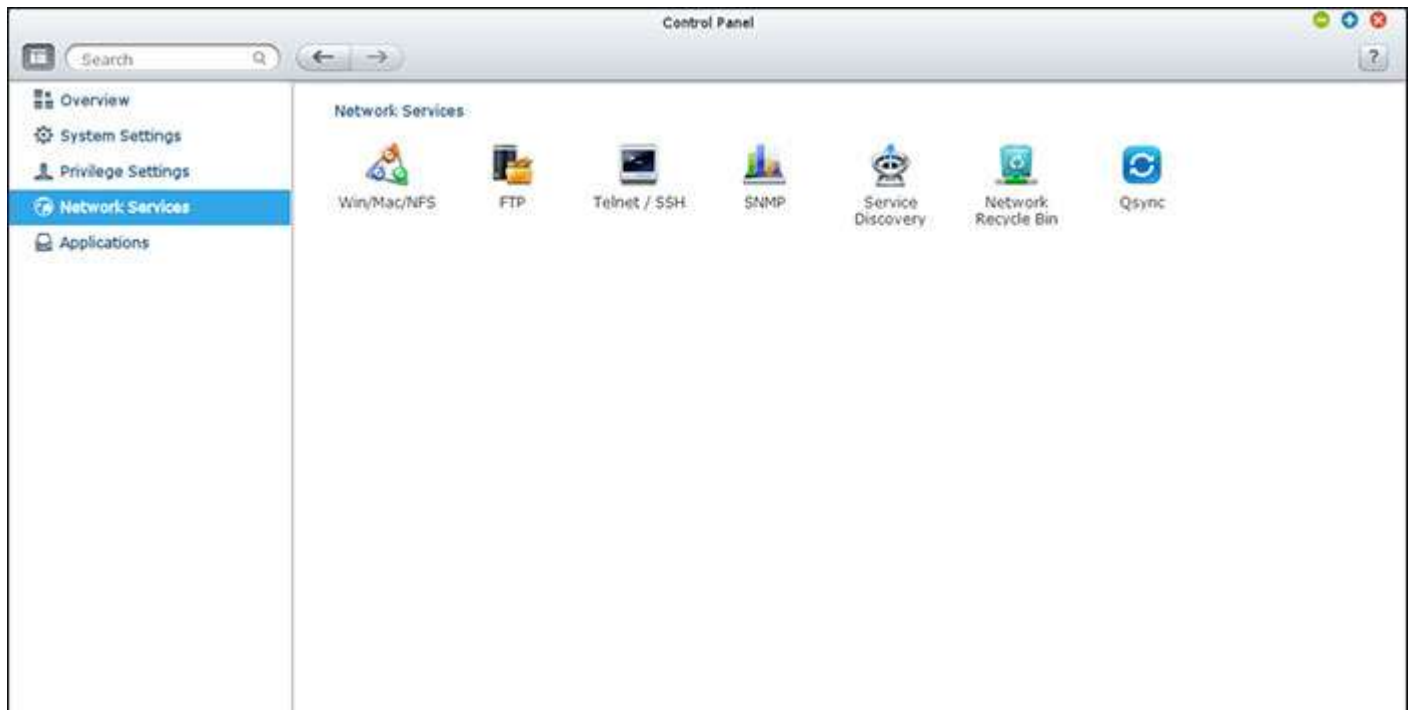 Control Panel
Search
?
Overview
System Settings
Privilege Settings
Network Services
Applications
Network Services
Win/Mac/NFS
FTP
Telnet / SSH
SNMP
Service
Discovery
Network
Recycle Bin
Qsync